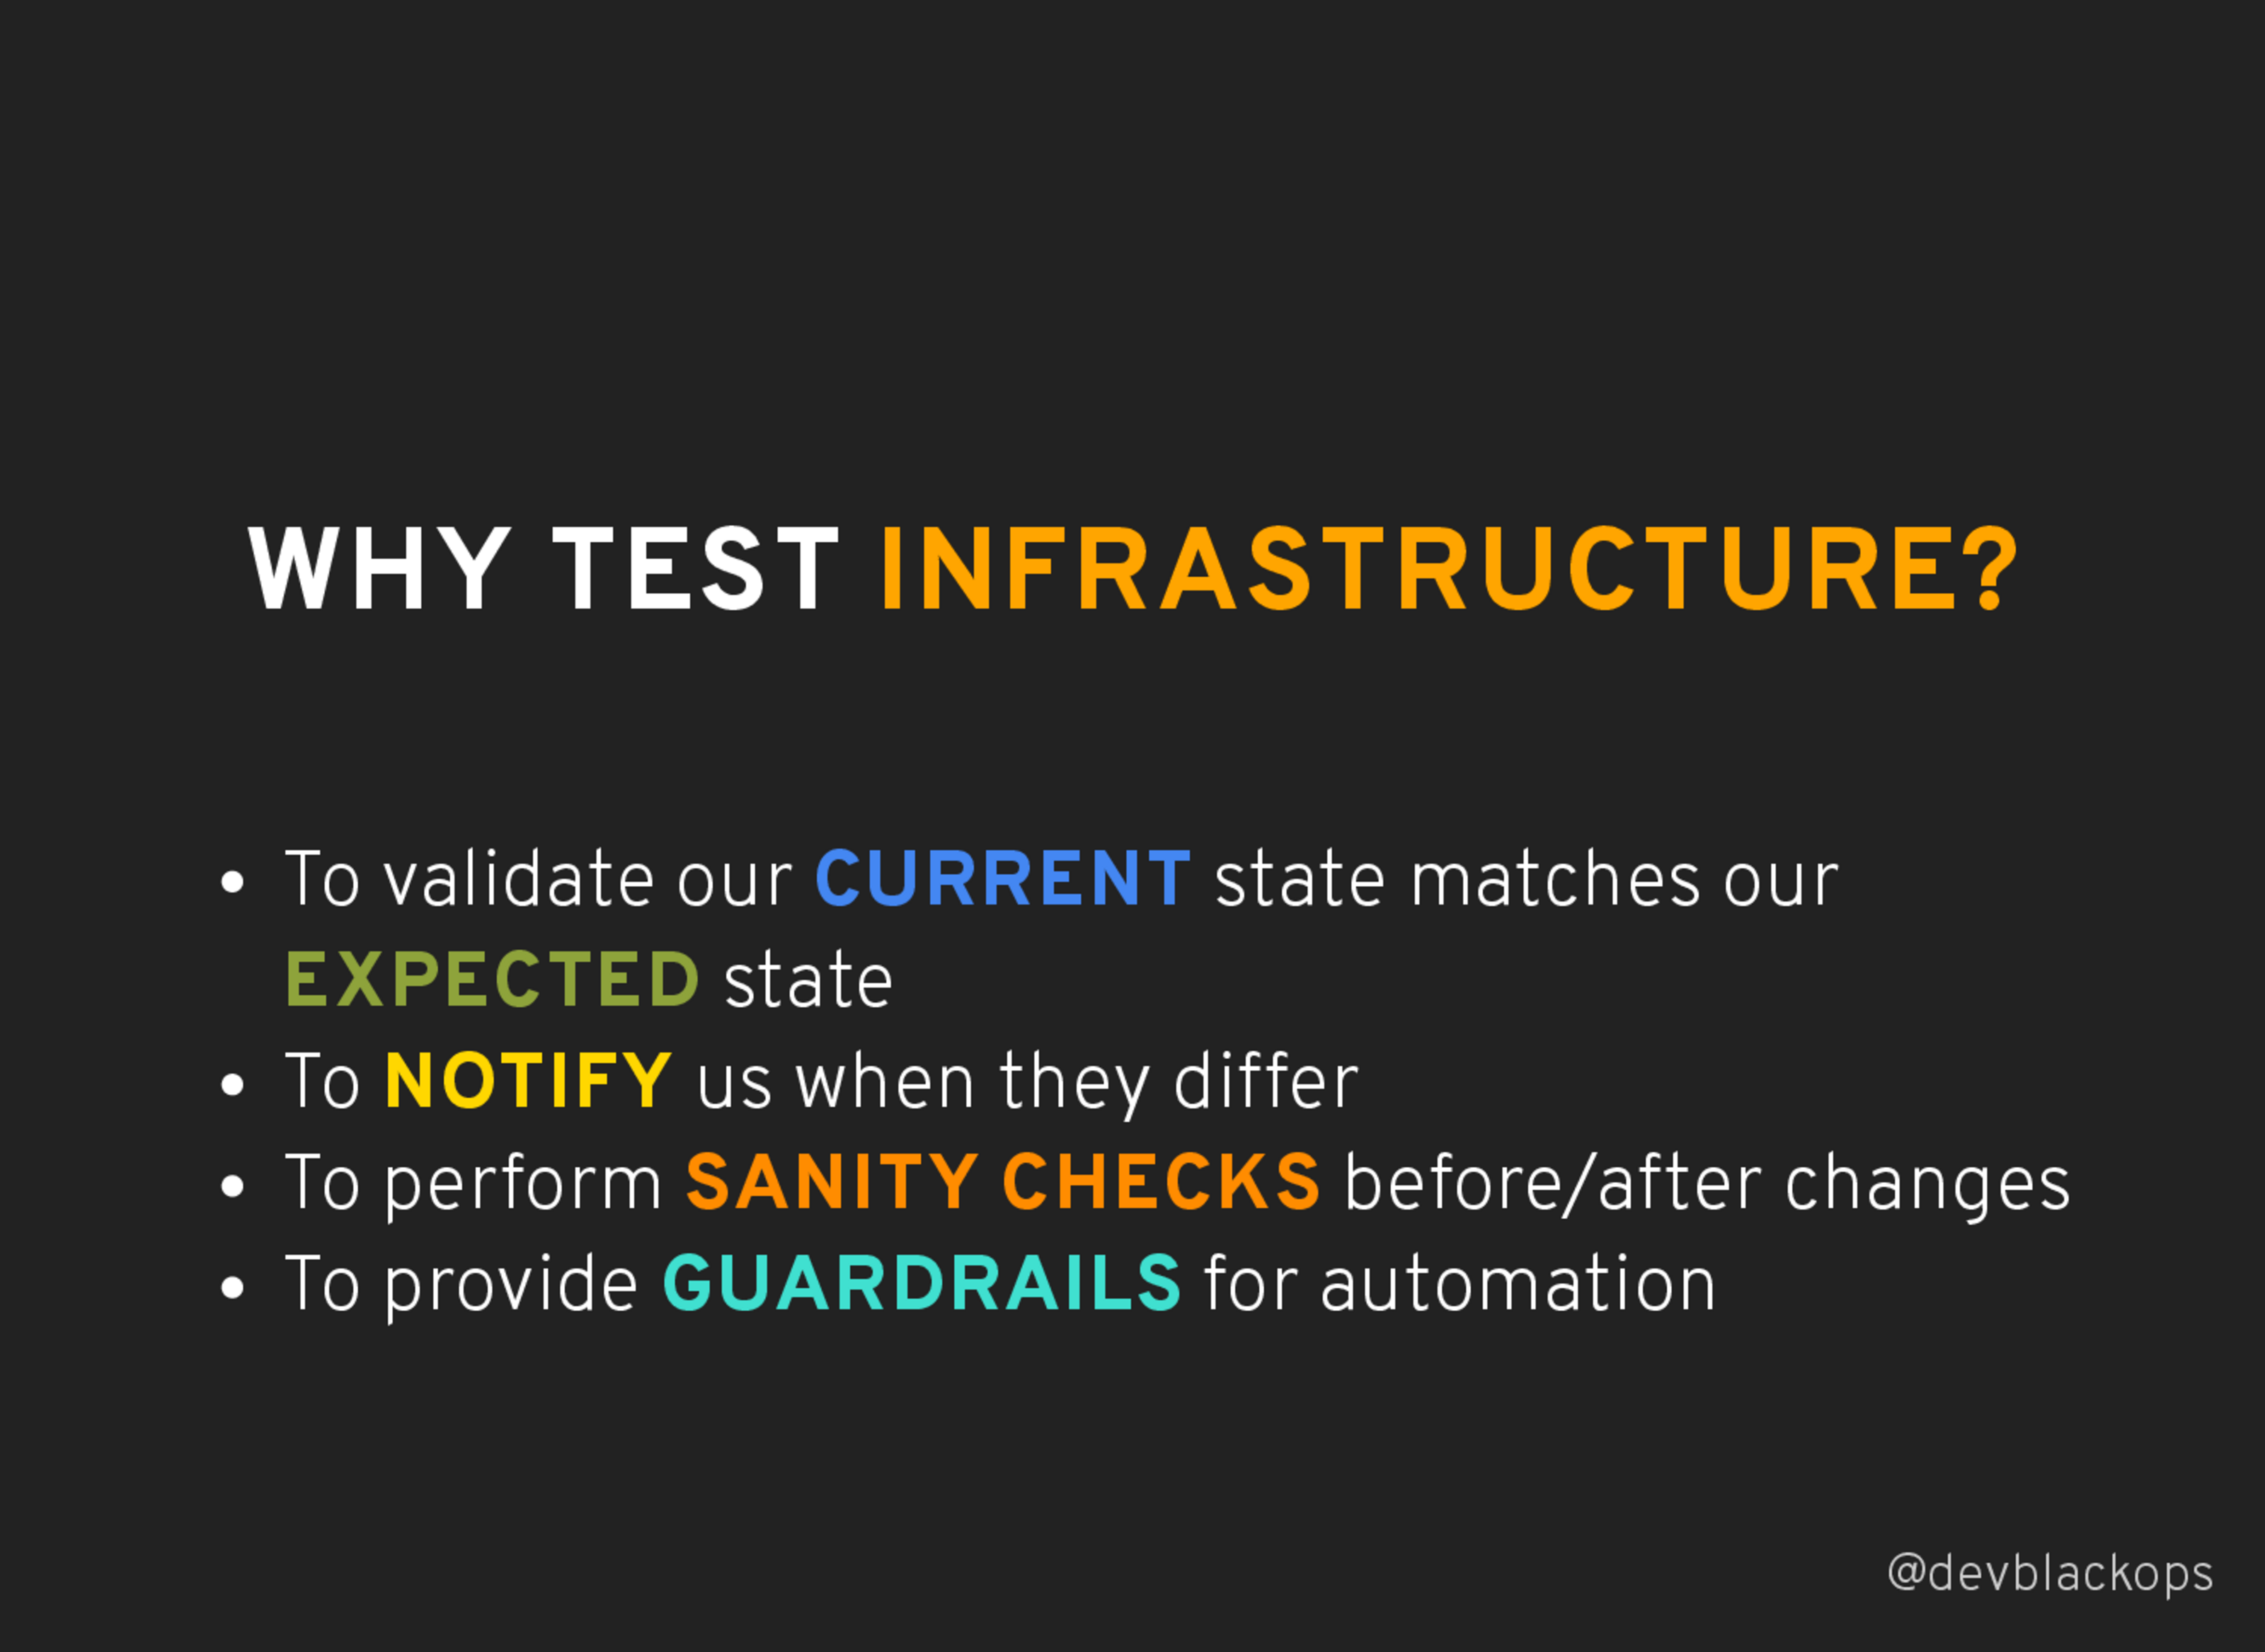 WHY TEST INFRASTRUCTURE?
• To validate our CURRENT state matches our
EXPECTED state
• To NOTIFY us when they differ
• To perform SANITY CHECKS before/after changes
• To provide GUARDRAILS for automation
@devblackops